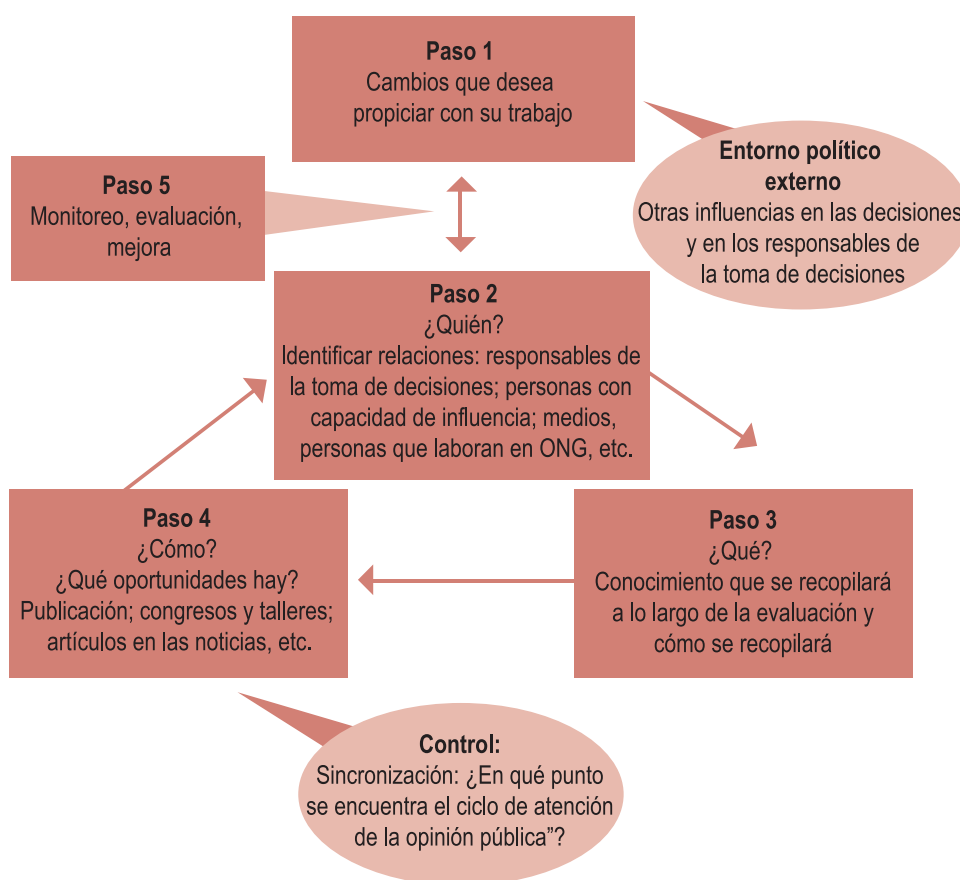 Paso 1
Cambios que desea
propiciar con su trabajo
Entorno político
externo
Otras influencias en las decisiones
y en los responsables de
la toma de decisiones
Paso 5
Monitoreo, evaluación,
mejora
Paso 2
¿Quién?
Identificar relaciones: responsables de
la toma de decisiones; personas con
capacidad de influencia; medios,
personas que laboran en ONG, etc.
Paso 4
¿Cómo?
¿Qué oportunidades hay?
Publicación; congresos y talleres;
artículos en las noticias, etc.
Paso 3
¿Qué?
Conocimiento que se recopilará
a lo largo de la evaluación y
cómo se recopilará
Control:
Sincronización: ¿En qué punto
se encuentra el ciclo de atención
de la opinión pública”?